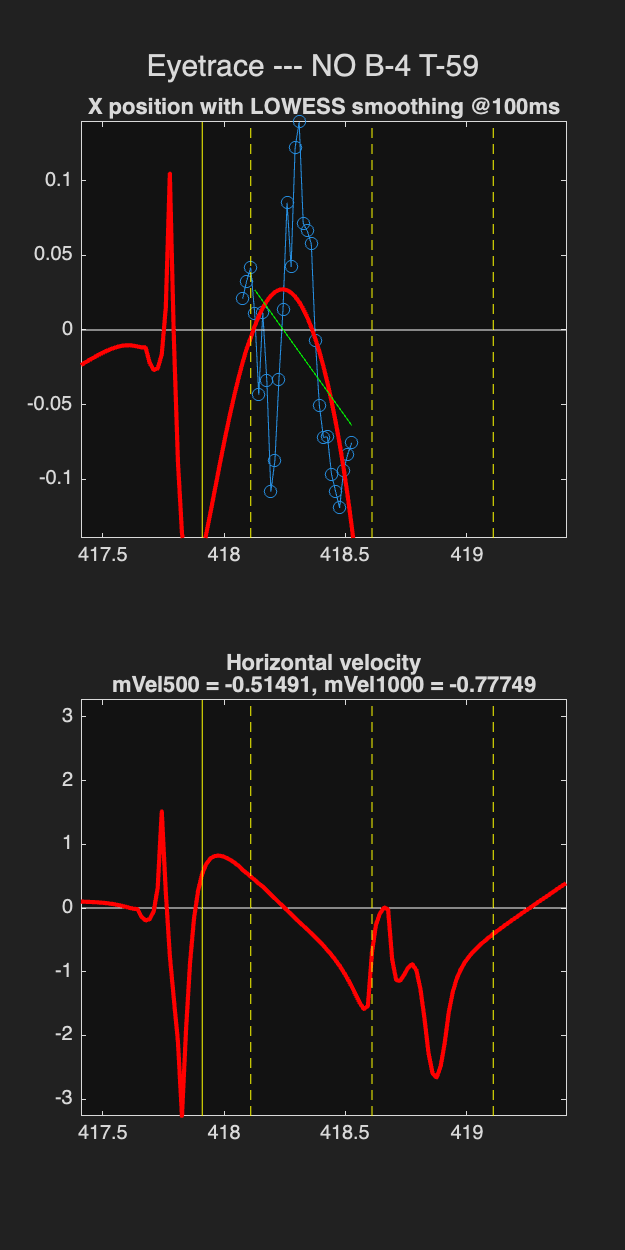 Eyetrace --- NO B-4 T-59
X position with LOWESS smoothing @100ms
0.1
0.05
0
-0.05
-0.1
417.5 418 418.5 419
Horizontal velocity
mVel500 = -0.51491, mVel1000 = -0.77749
3
2
1
0
-1
-2
-3
417.5 418 418.5 419